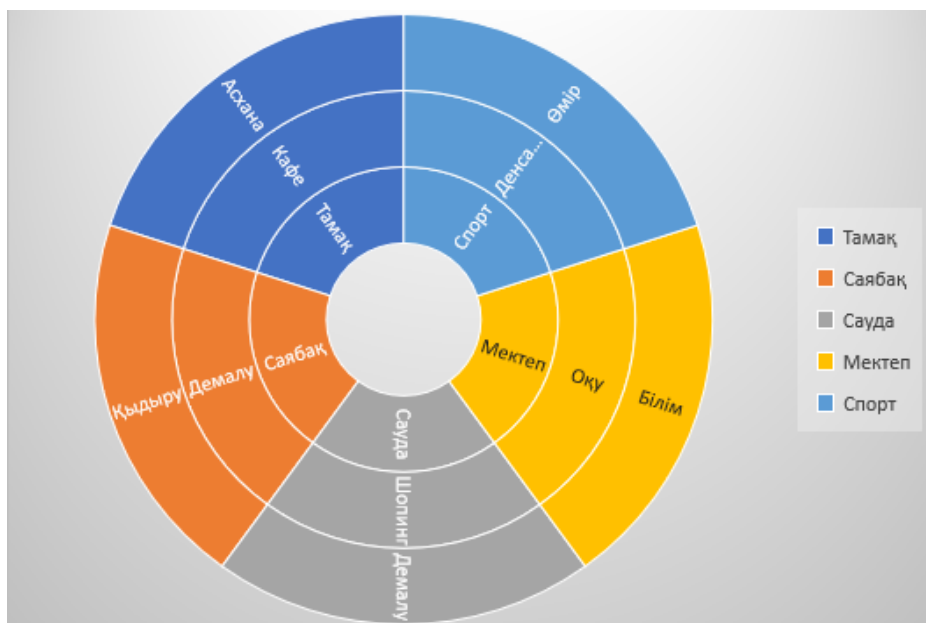 Асхана
Кафе
Тамақ
Өмір
Денса...
Спорт
Мектеп
Оқу
Білім
Сауда
Шопинг
Демалу
Қыдыру
Демалу
Саябақ
Тамақ
Саябақ
Сауда
Мектеп
Спорт